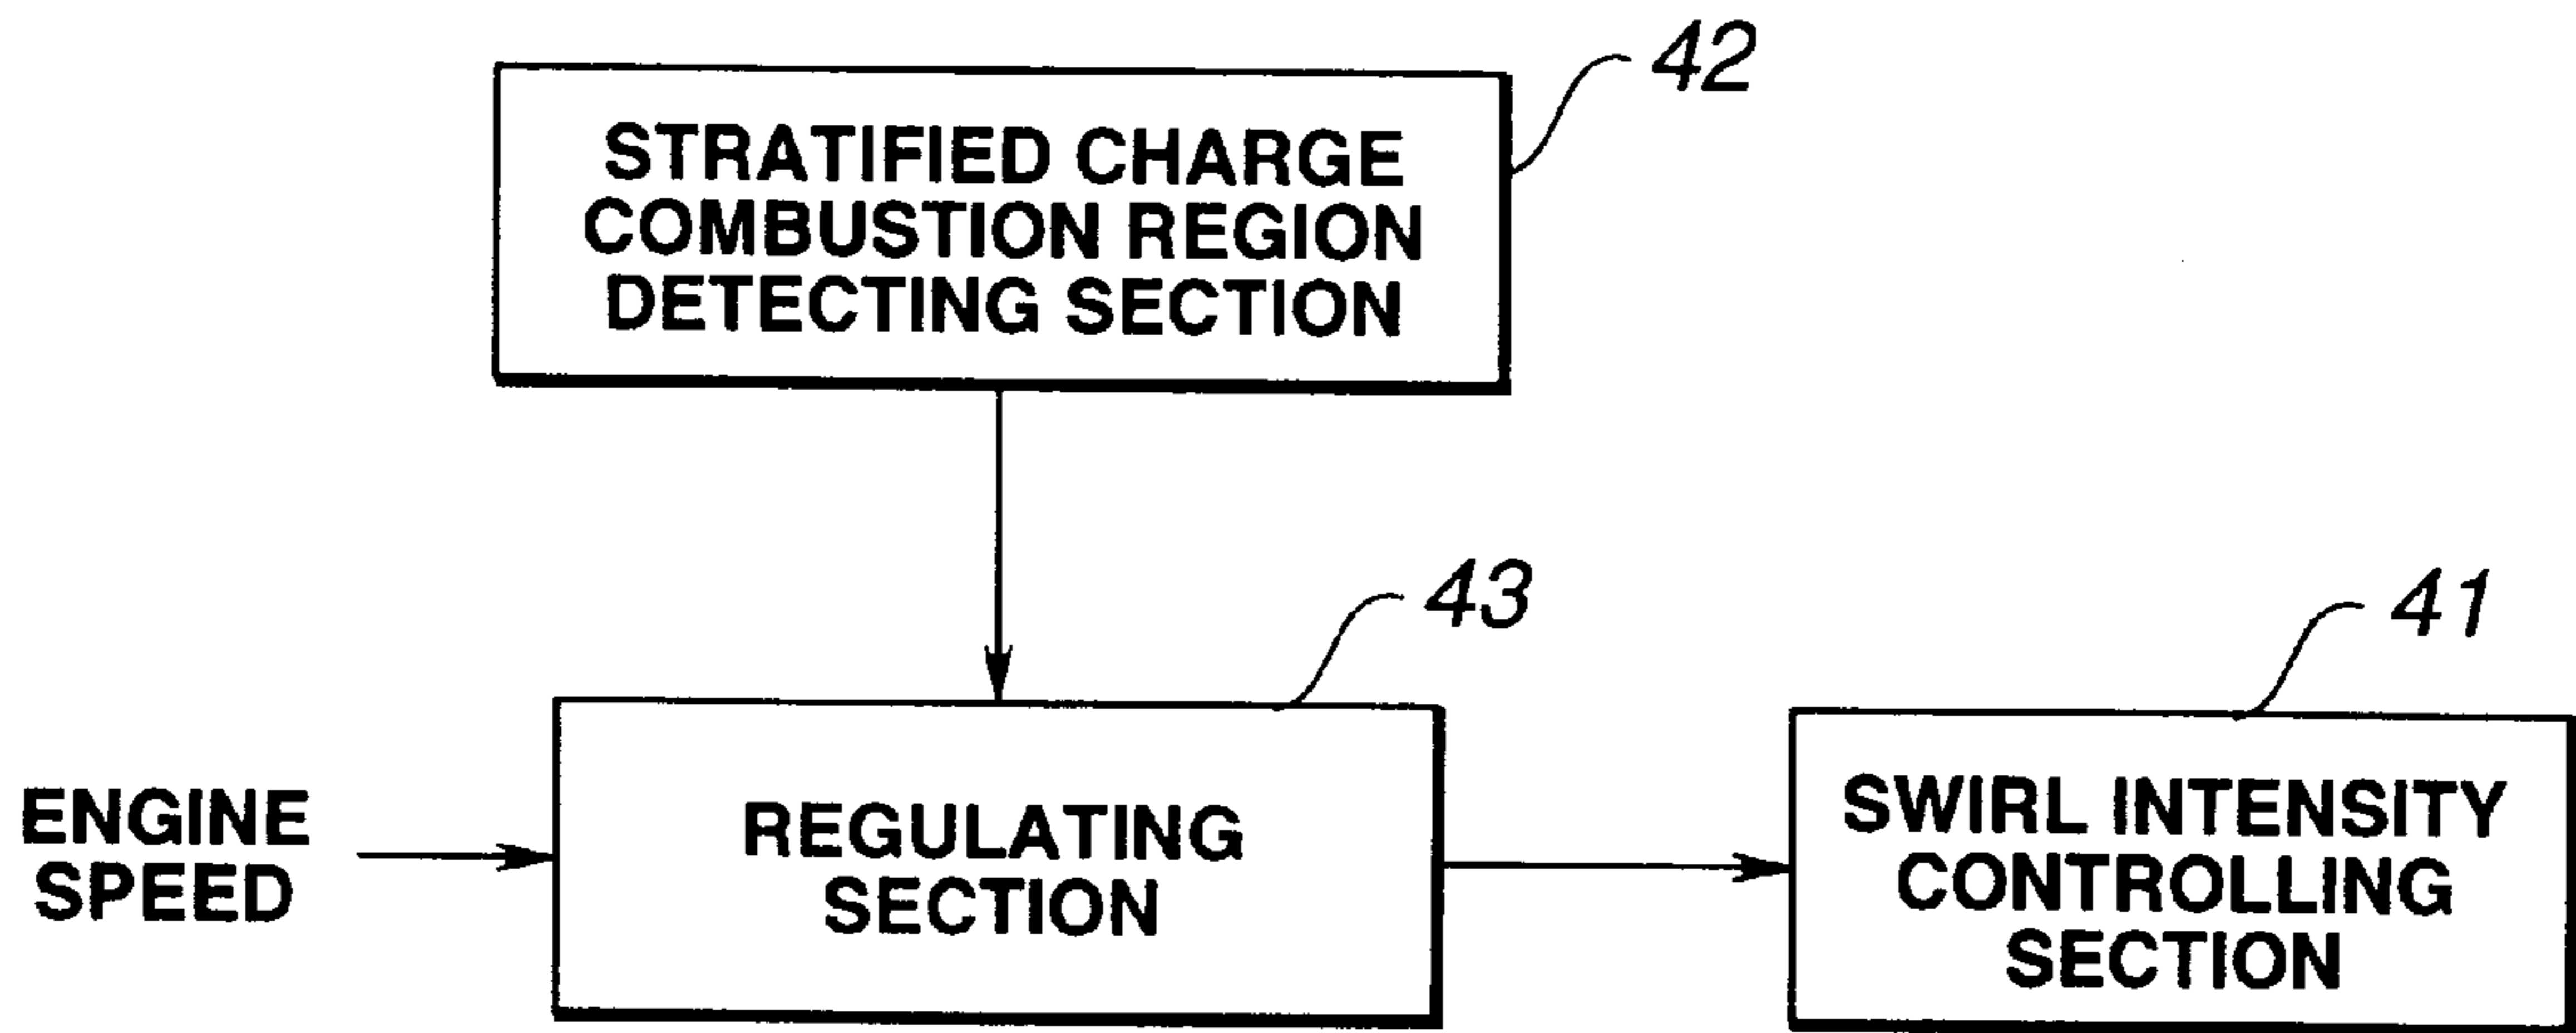 42
STRATIFIED CHARGE
COMBUSTION REGION
DETECTING SECTION
43
41
ENGINE
SPEED
REGULATING
SECTION
SWIRL INTENSITY
CONTROLLING
SECTION